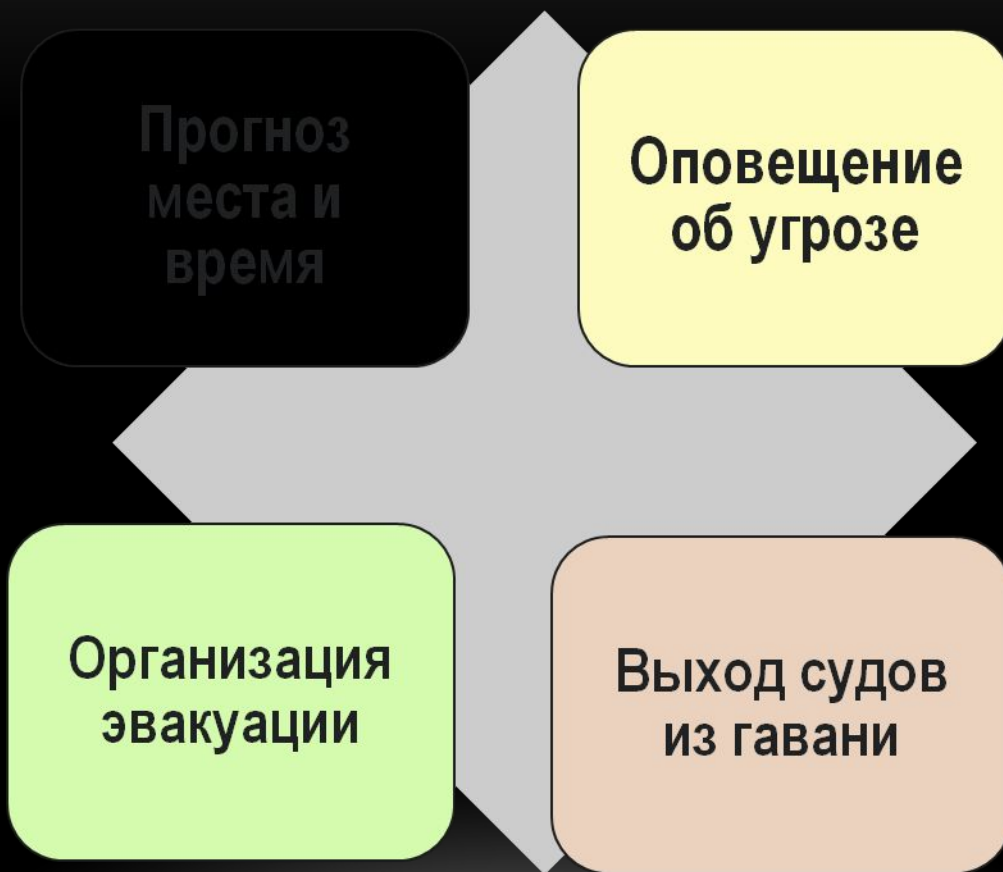 Прогноз
места и
время
Оповещение
об угрозе
Организация
эвакуации
Выход судов
из гавани